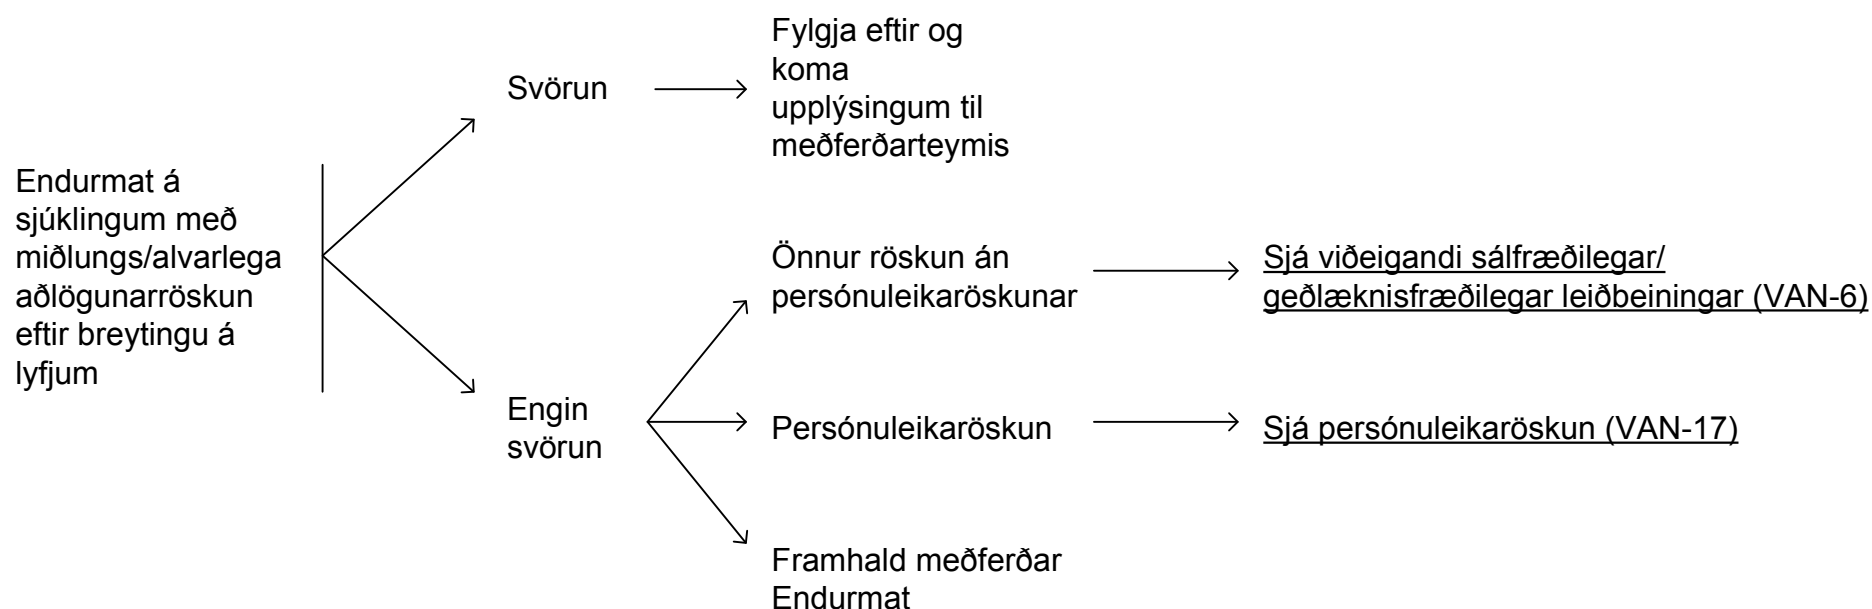 Endurmat á
sjúklingum með
miðlungs/alvarlega
aðlögunarröskun
eftir breytingu á
lyfjum
Svörun
Fylgja eftir og
koma
upplýsingum til
meðferðarteymis
Engin
svörun
Önnur röskun án
persónuleikaröskunar
Sjá viðeigandi sálfræðilegar/
geðlæknisfræðilegar leiðbeiningar (VAN-6)
Persónuleikaröskun
Sjá persónuleikaröskun (VAN-17)
Framhald meðferðar
Endurmat